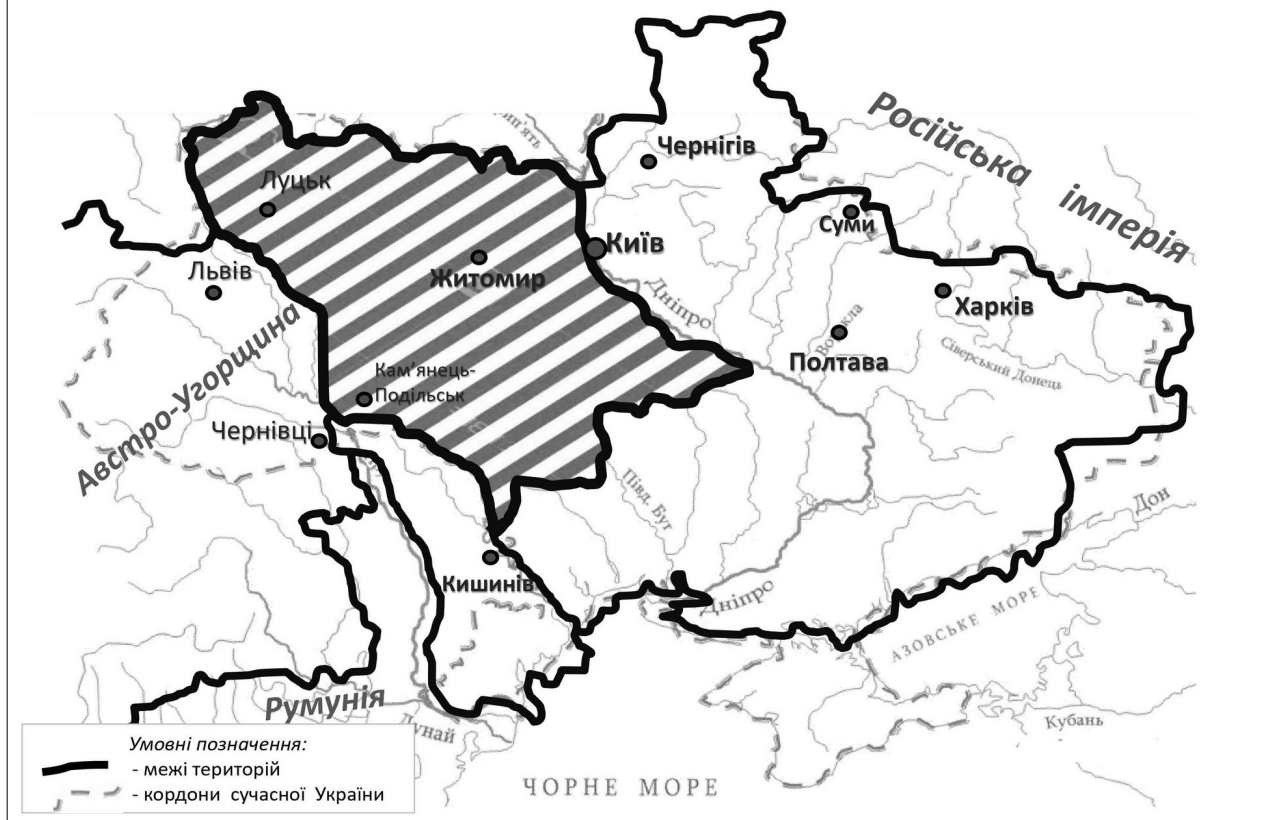 Російська імперія
ип'ять
Чернігів
Луцьк
Суми
Київ
Львів
Житомир
Дніпро
Харків
Полтава
Сіверський Донець
Австро-Угорщина
Кам'янець-
Подільськ
Чернівці
Півд. Буг
Дон
Кишинів
Дніпро
АЗОВСЬКЕ МОРЕ
Румунія
Дунай
Кубань
ЧОРНЕ МОРЕ
Умовні позначення:
- межі територій
- кордони сучасної України